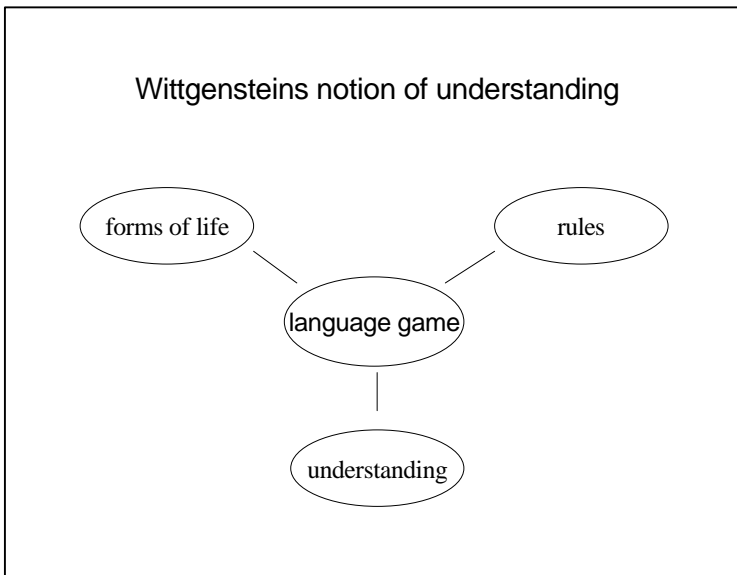 Wittgensteins notion of understanding
forms of life
rules
language game
understanding